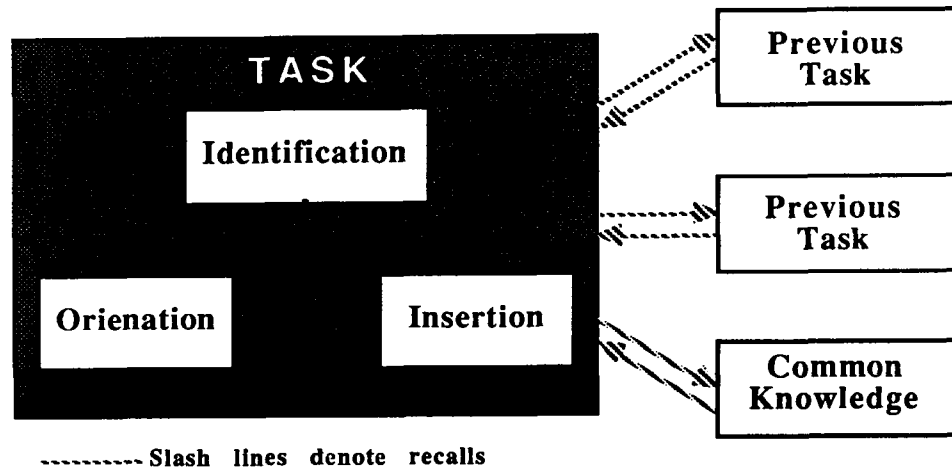 TASK
Identification
Orienation
Insertion
Previous
Task
Previous
Task
Common
Knowledge
---------- Slash lines denote recalls